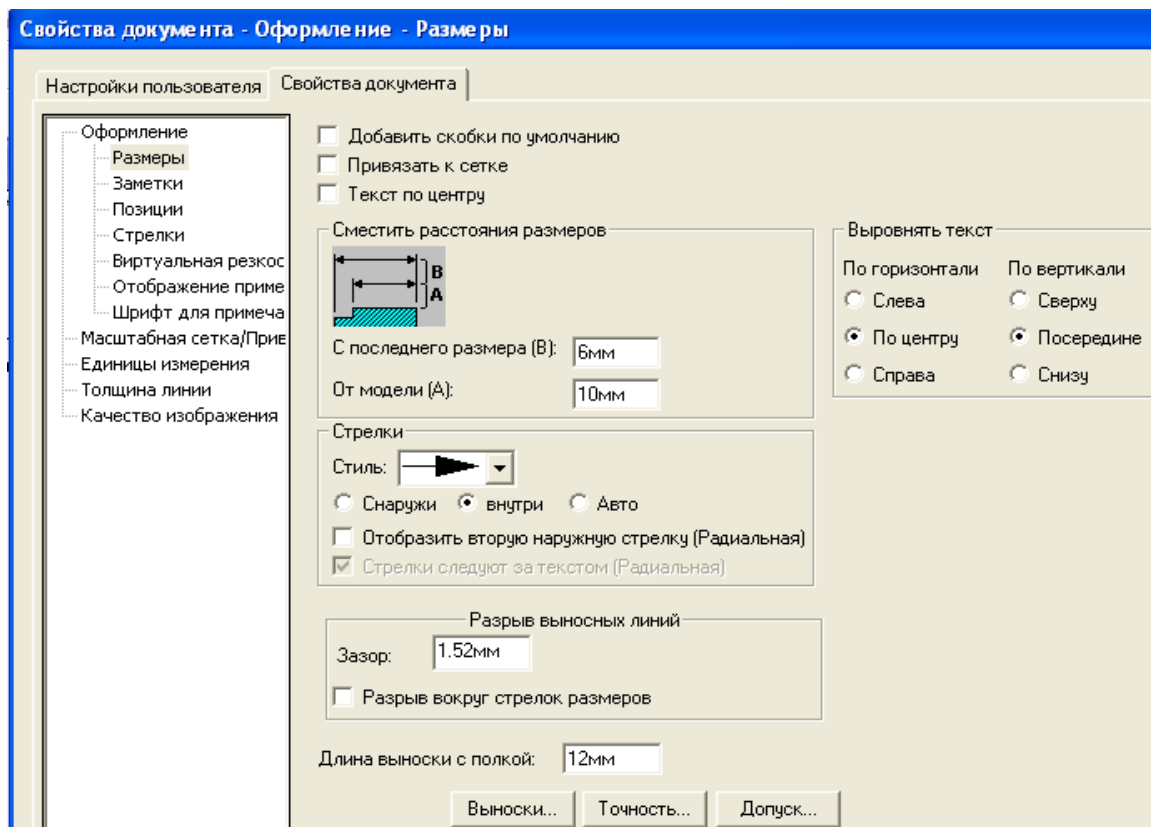 Свойства документа - Оформление - Размеры
Настройки пользователя
Свойства документа
Оформление
Размеры
Заметки
Позиции
Стрелки
Виртуальная резкос
Отображение приме
Шрифт для примеча
Масштабная сетка/Прив
Единицы измерения
Толщина линии
Качество изображения
Добавить скобки по умолчанию
Привязать к сетке
Текст по центру
Сместить расстояния размеров
B
A
С последнего размера (B): 6мм
От модели (A): 10мм
Выровнять текст
По горизонтали По вертикали
Слева Сверху
По центру Посередине
Справа Снизу
Стрелки
Стиль:
Снаружи внутри Авто
Отобразить вторую наружную стрелку (Радиальная)
Стрелки следуют за текстом (Радиальная)
Разрыв выносных линий
Зазор: 1.52мм
Разрыв вокруг стрелок размеров
Длина выноски с полкой: 12мм
Выноски... Точность... Допуск...